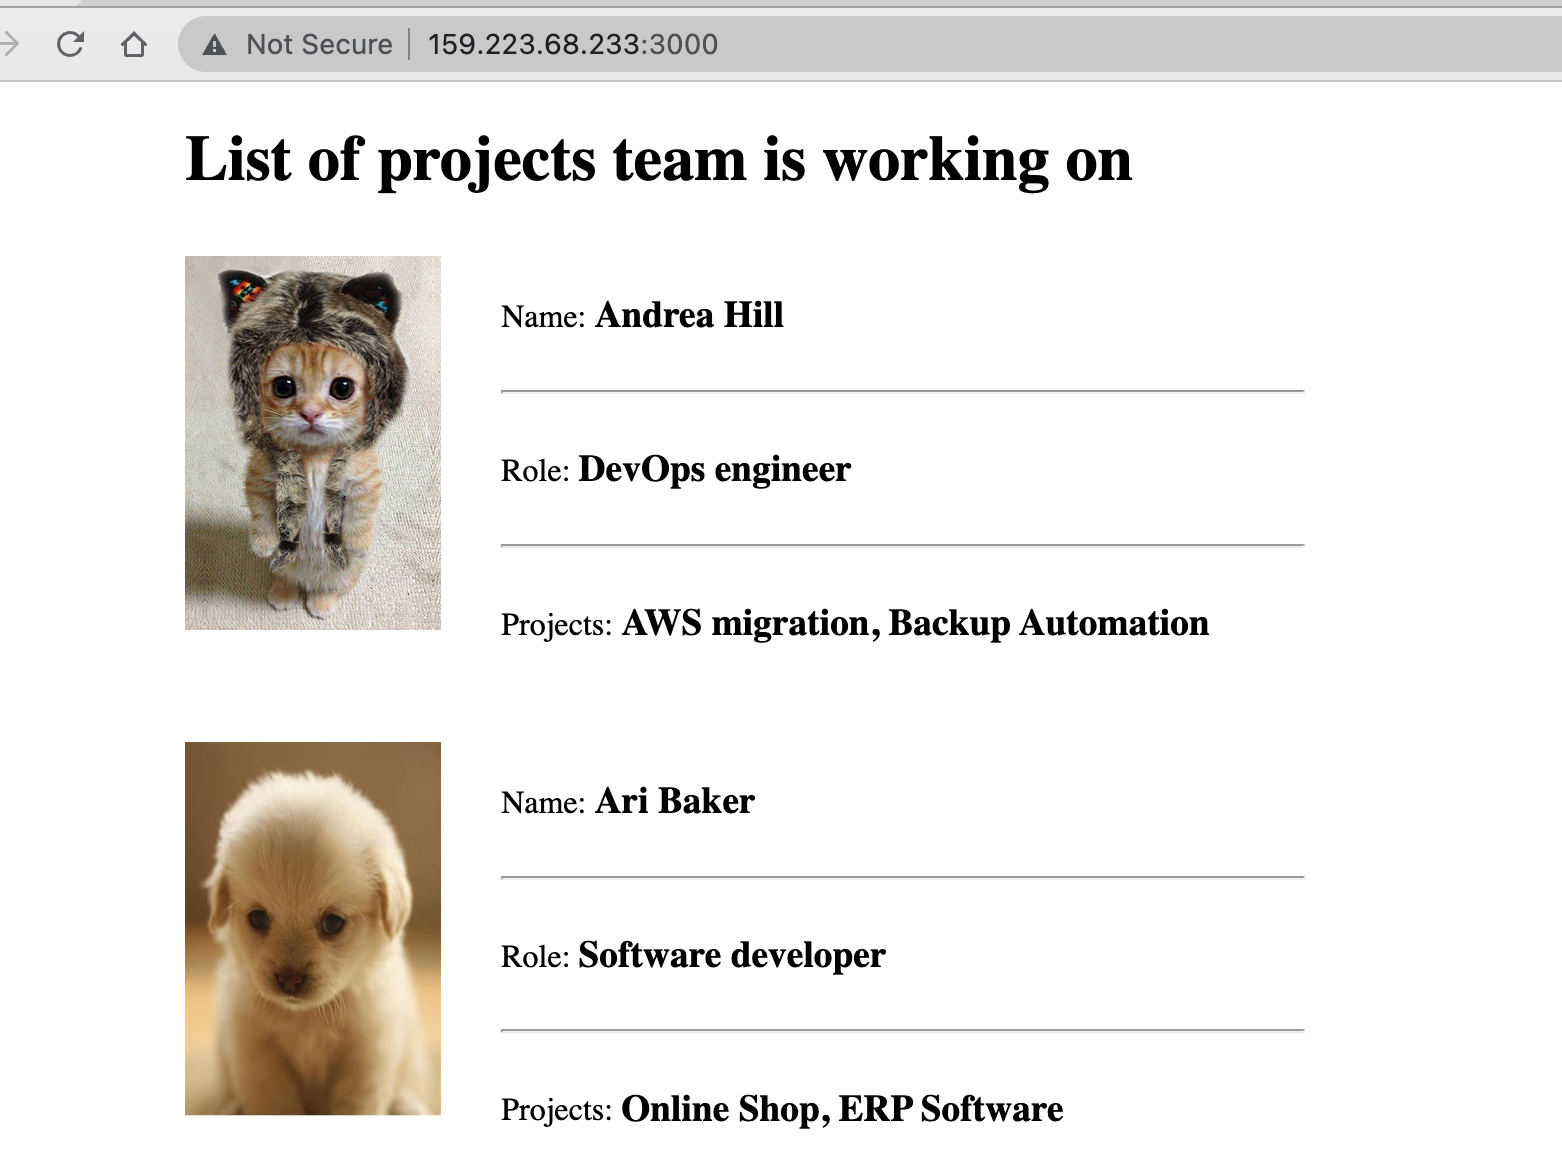 Not Secure | 159.223.68.233:3000
List of projects team is working on
Name: Andrea Hill
Role: DevOps engineer
Projects: AWS migration, Backup Automation
Name: Ari Baker
Role: Software developer
Projects: Online Shop, ERP Software